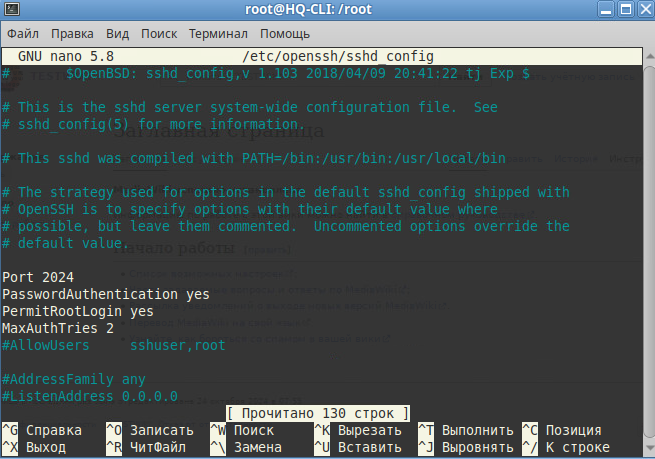 root@HQ-CLI: /root
Файл Правка Вид Поиск Терминал Помощь
GNU nano 5.8 /etc/openssh/sshd_config
# $OpenBSD: sshd_config,v 1.103 2018/04/09 20:41:22 tj Exp $
# This is the sshd server system-wide configuration file.  See
# sshd_config(5) for more information.
# This sshd was compiled with PATH=/bin:/usr/bin:/usr/local/bin
# The strategy used for options in the default sshd_config shipped with
# OpenSSH is to specify options with their default value where
# possible, but leave them commented.  Uncommented options override the
# default value.
Заглавная страница
Начало работы
Port 2024
PasswordAuthentication yes
PermitRootLogin yes
MaxAuthTries 2
#AllowUsers sshuser,root
#AddressFamily any
#ListenAddress 0.0.0.0
[ Прочитано 130 строк ]
^G Справка ^O Записать ^W Поиск ^K Вырезать ^T Выполнить ^C Позиция
^X Выход ^R ЧитФайл ^\ Замена ^U Вставить ^J Выровнять ^/ К строке